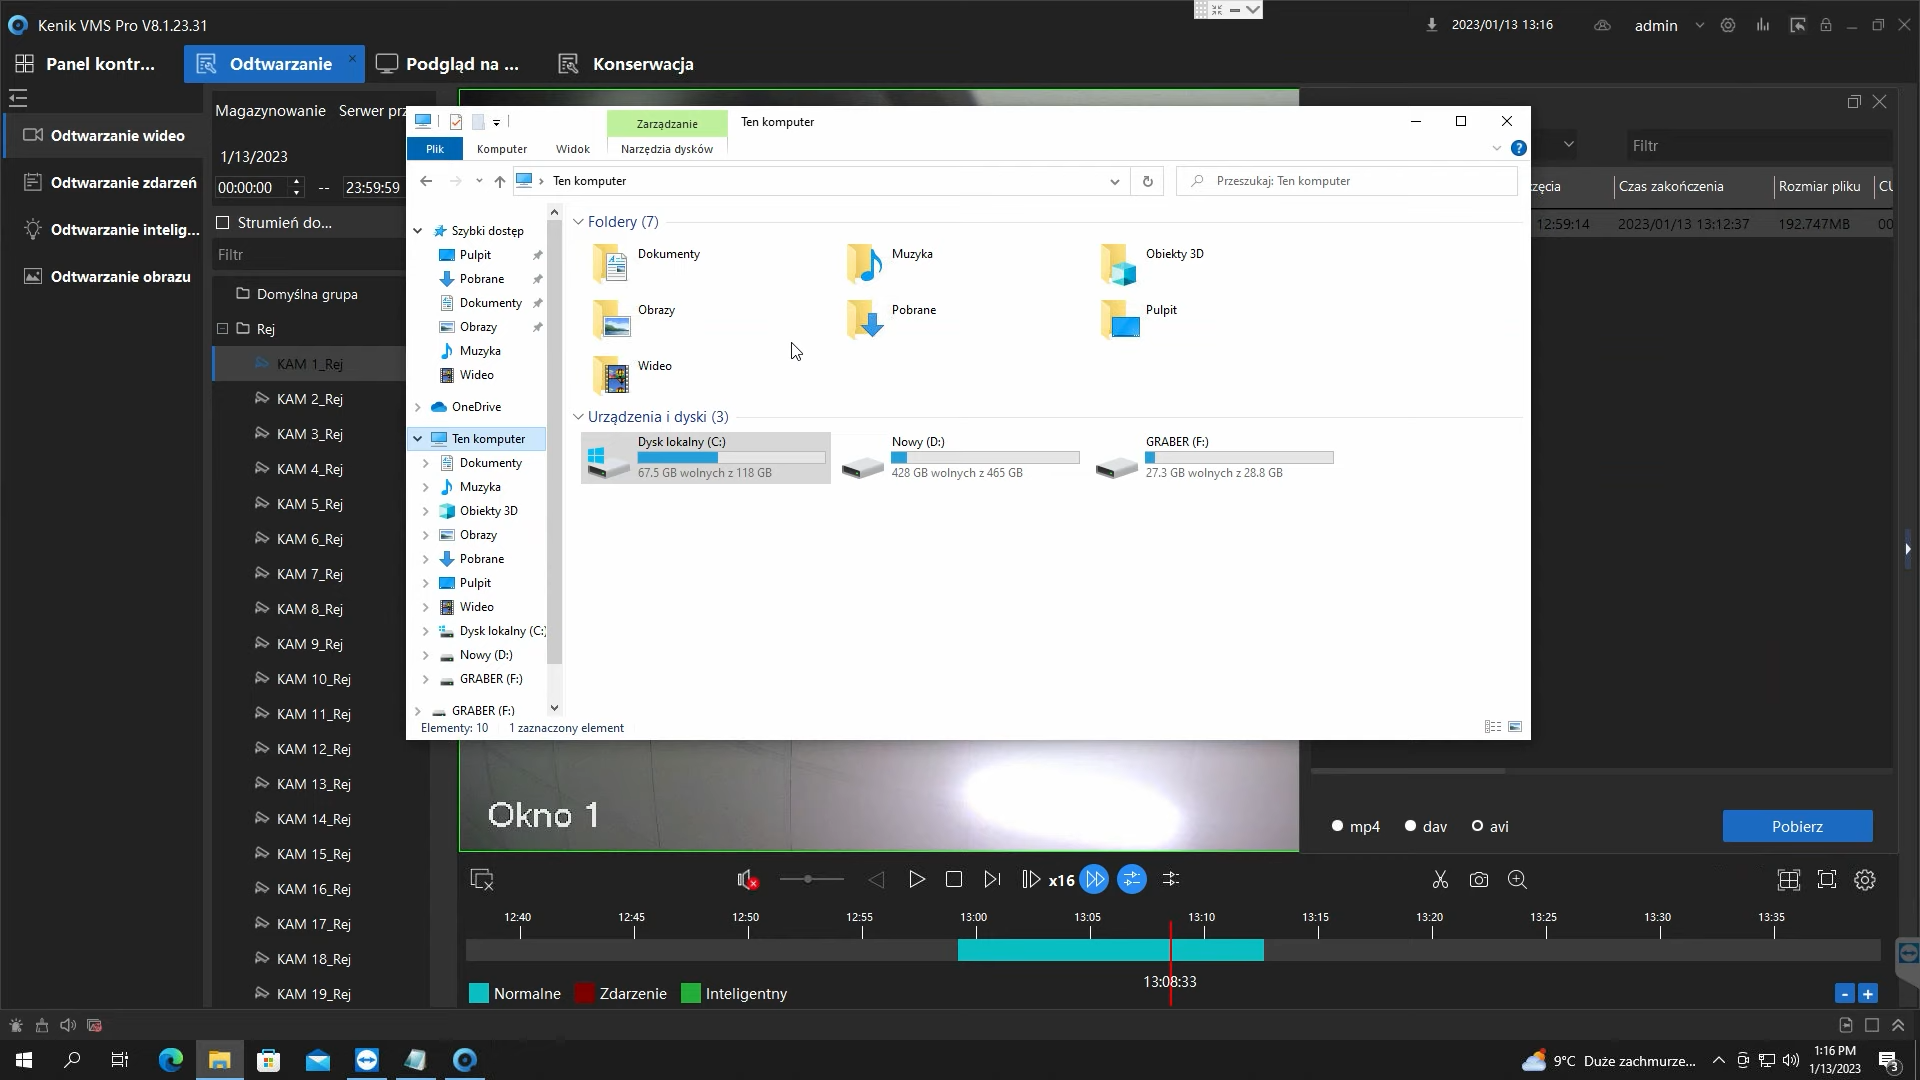 Kenik VMS Pro V8.1.23.31
2023/01/13 13:16
admin
Panel kontr...
Odtwarzanie
Podgląd na ...
Konserwacja
Odtwarzanie wideo
Odtwarzanie zdarzeń
Odtwarzanie intelig...
Odtwarzanie obrazu
Magazynowanie Serwer prz
1/13/2023
00:00:00 -- 23:59:59
Strumień do...
Filtr
Domyślna grupa
Rej
KAM 1_Rej
KAM 2_Rej
KAM 3_Rej
KAM 4_Rej
KAM 5_Rej
KAM 6_Rej
KAM 7_Rej
KAM 8_Rej
KAM 9_Rej
KAM 10_Rej
KAM 11_Rej
KAM 12_Rej
KAM 13_Rej
KAM 14_Rej
KAM 15_Rej
KAM 16_Rej
KAM 17_Rej
KAM 18_Rej
KAM 19_Rej
Zarządzanie
Ten komputer
Plik
Komputer
Widok
Narzędzia dysków
Ten komputer
Przeszukaj: Ten komputer
Szybki dostęp
Pulpit
Pobrane
Dokumenty
Obrazy
Muzyka
Wideo
OneDrive
Ten komputer
Dokumenty
Muzyka
Obiekty 3D
Obrazy
Pobrane
Pulpit
Wideo
Dysk lokalny (C:)
Nowy (D:)
GRABER (F:)
GRABER (F:)
Foldery (7)
Dokumenty
Muzyka
Obiekty 3D
Obrazy
Pobrane
Pulpit
Wideo
Urządzenia i dyski (3)
Dysk lokalny (C:)
67.5 GB wolnych z 118 GB
Nowy (D:)
428 GB wolnych z 465 GB
GRABER (F:)
27.3 GB wolnych z 28.8 GB
Elementy: 10
1 zaznaczony element
Filtr
zęcia
Czas zakończenia
Rozmiar pliku
CU
12:59:14
2023/01/13 13:12:37
192.747MB
00
mp4
dav
avi
Pobierz
Okno 1
x16
12:40
12:45
12:50
12:55
13:00
13:05
13:10
13:15
13:20
13:25
13:30
13:35
13:08:33
Normalne
Zdarzenie
Inteligentny
9°C Duże zachmurze...
1:16 PM
1/13/2023
3